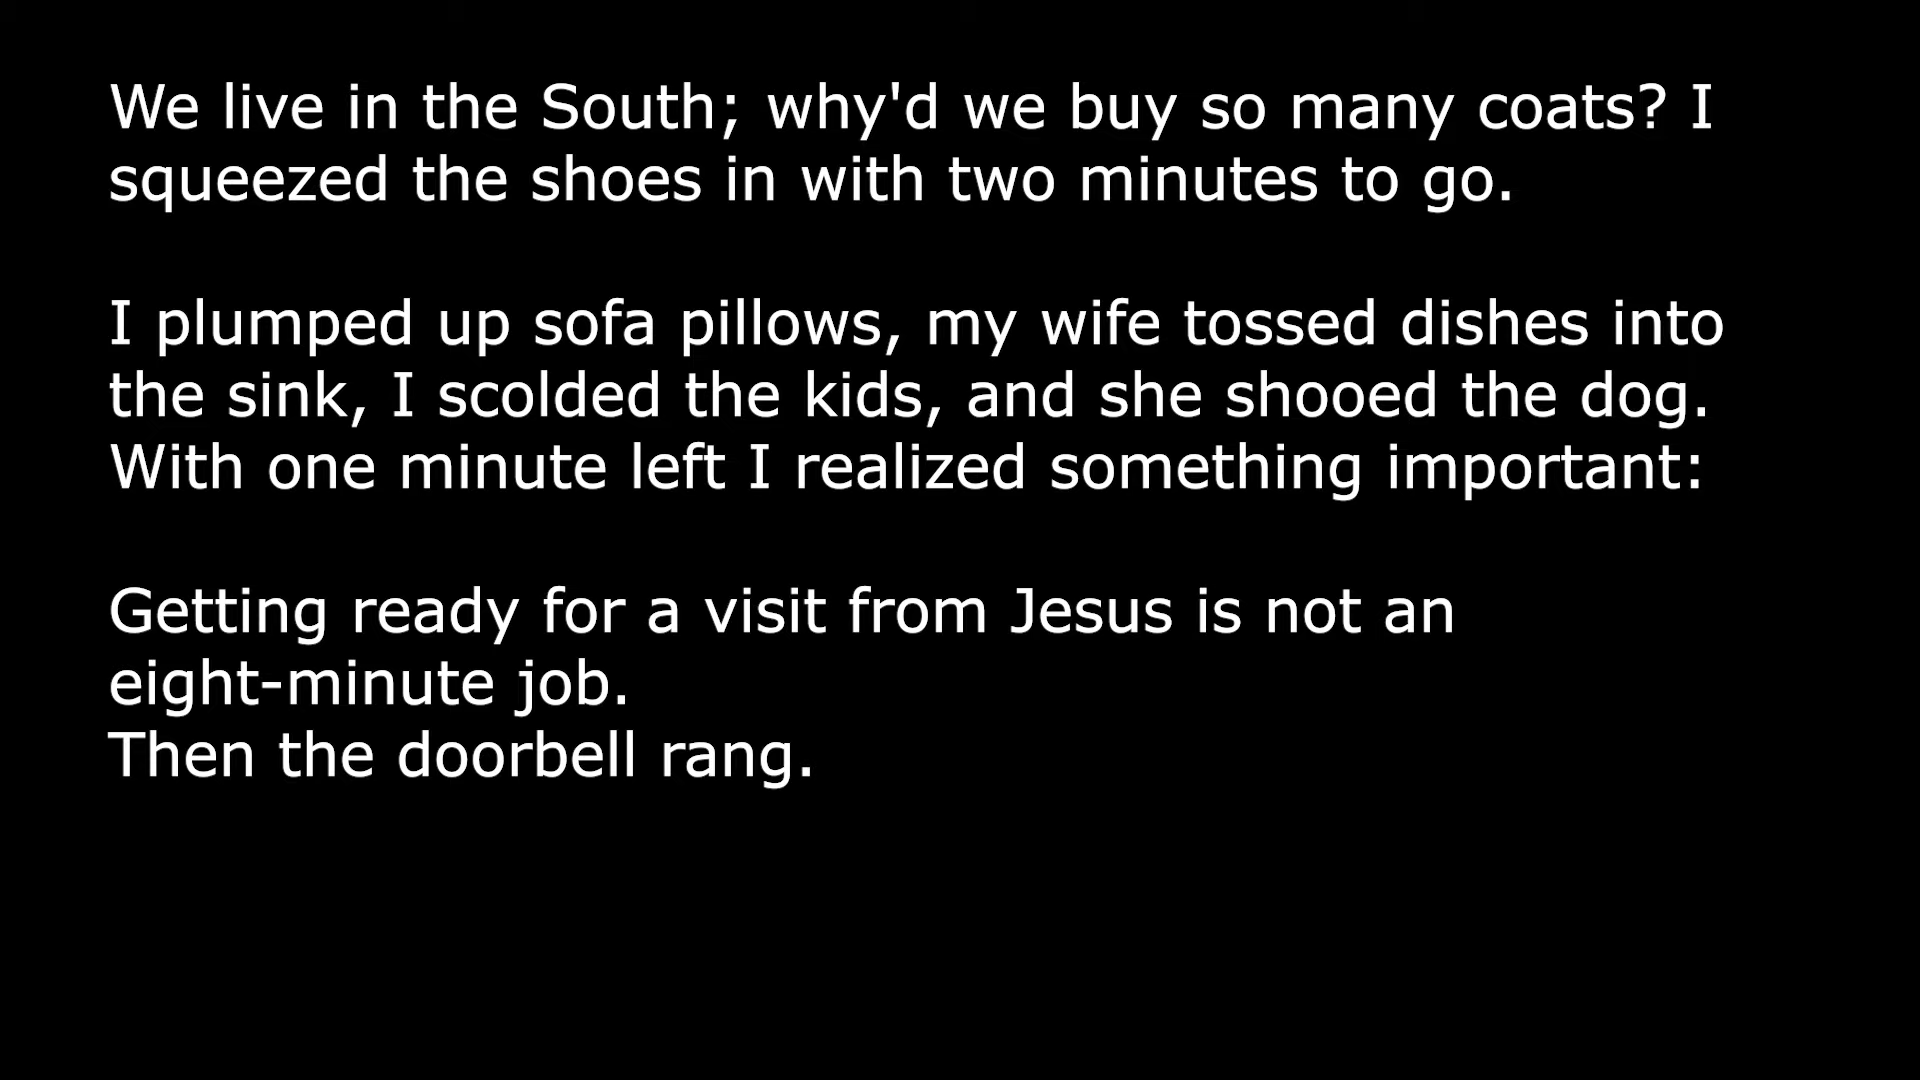 We live in the South; why'd we buy so many coats? I
squeezed the shoes in with two minutes to go.
I plumped up sofa pillows, my wife tossed dishes into
the sink, I scolded the kids, and she shooed the dog.
With one minute left I realized something important:
Getting ready for a visit from Jesus is not an
eight-minute job.
Then the doorbell rang.